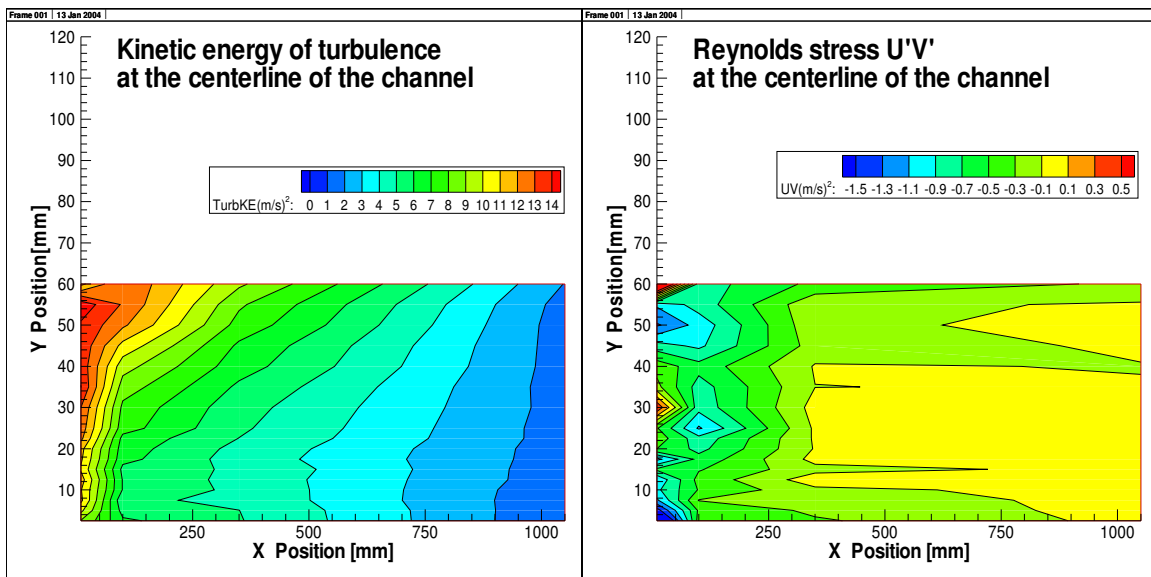 Frame 001 | 13 Jan 2004
Kinetic energy of turbulence
at the centerline of the channel
TurbKE(m/s)²: 0 1 2 3 4 5 6 7 8 9 10 11 12 13 14
Y Position[mm]
120
110
100
90
80
70
60
50
40
30
20
10
250 500 750 1000
X Position [mm]
Frame 001 | 13 Jan 2004
Reynolds stress U'V'
at the centerline of the channel
UV(m/s)²: -1.5 -1.3 -1.1 -0.9 -0.7 -0.5 -0.3 -0.1 0.1 0.3 0.5
Y Position[mm]
120
110
100
90
80
70
60
50
40
30
20
10
250 500 750 1000
X Position [mm]